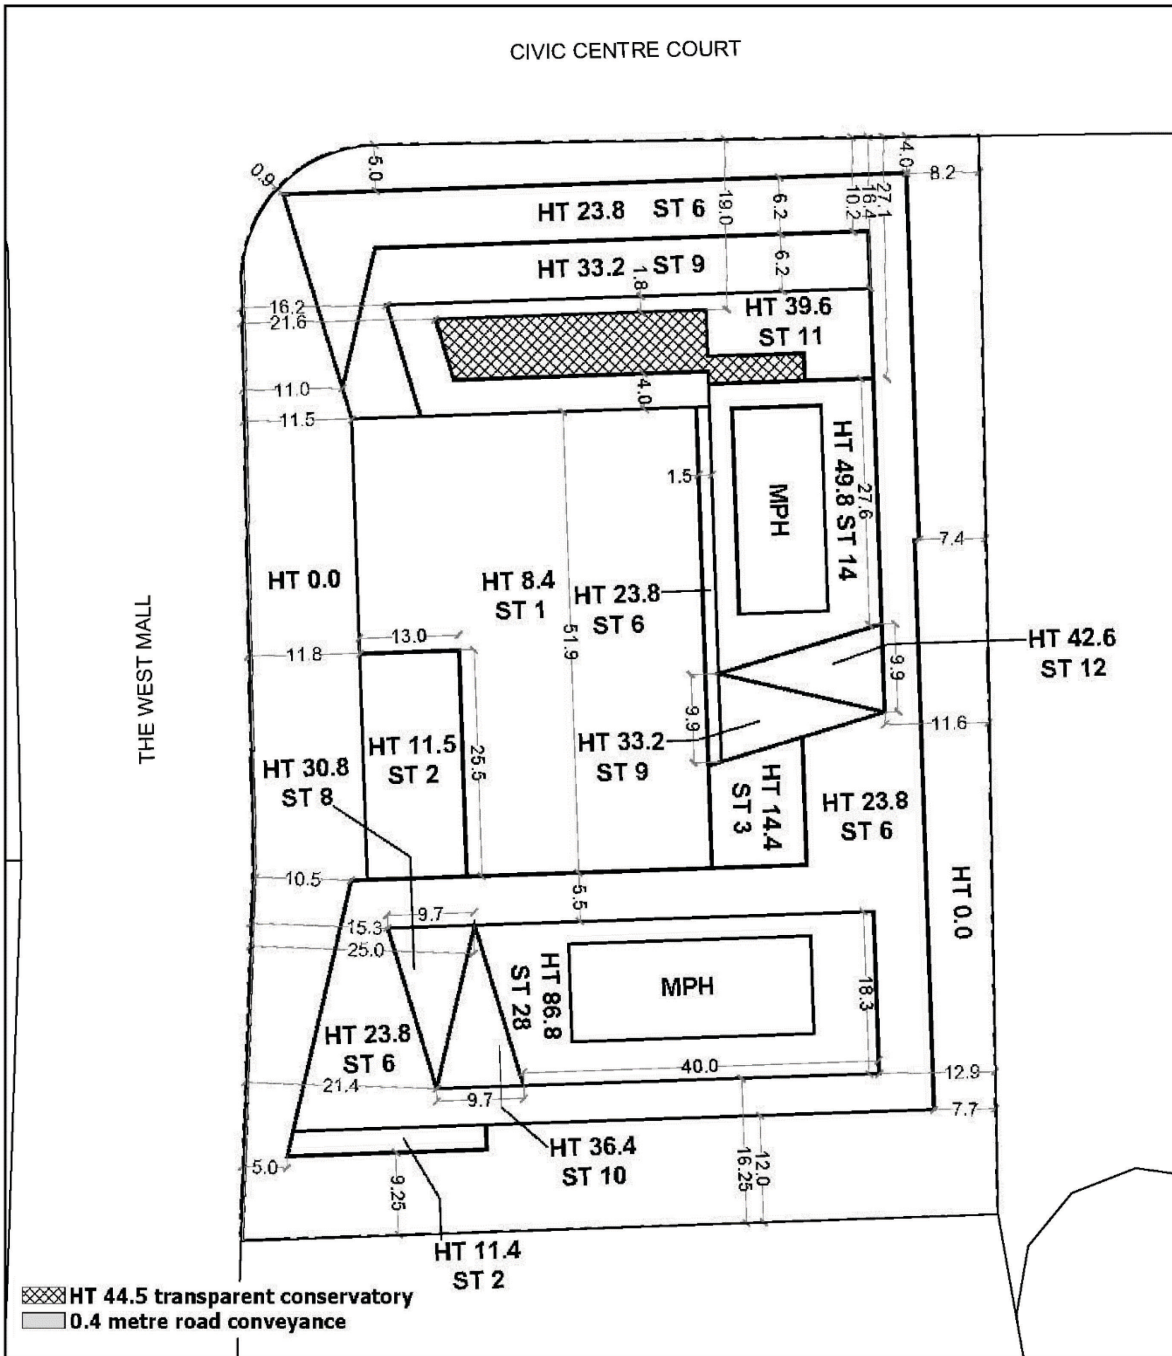 CIVIC CENTRE COURT
0.9
5.0
4.0
8.2
19.0
6.2
10.2
16.4
27.1
HT 23.8 ST 6
HT 33.2 ST 9
6.2
1.8
16.2
21.6
HT 39.6
ST 11
11.0
4.0
11.5
1.5
MPH
HT 49.8 ST 14
27.6
7.4
HT 0.0
HT 8.4
ST 1
HT 23.8
ST 6
51.9
THE WEST MALL
13.0
11.8
9.9
HT 42.6
ST 12
9.9
11.6
HT 11.5
ST 2
25.5
HT 33.2
ST 9
HT 30.8
ST 8
HT 14.4
ST 3
HT 23.8
ST 6
10.5
5.5
HT 0.0
9.7
15.3
25.0
HT 86.8
ST 28
MPH
18.3
HT 23.8
ST 6
40.0
12.9
21.4
9.7
7.7
HT 36.4
ST 10
5.0
9.25
16.25
12.0
HT 11.4
ST 2
HT 44.5 transparent conservatory
0.4 metre road conveyance